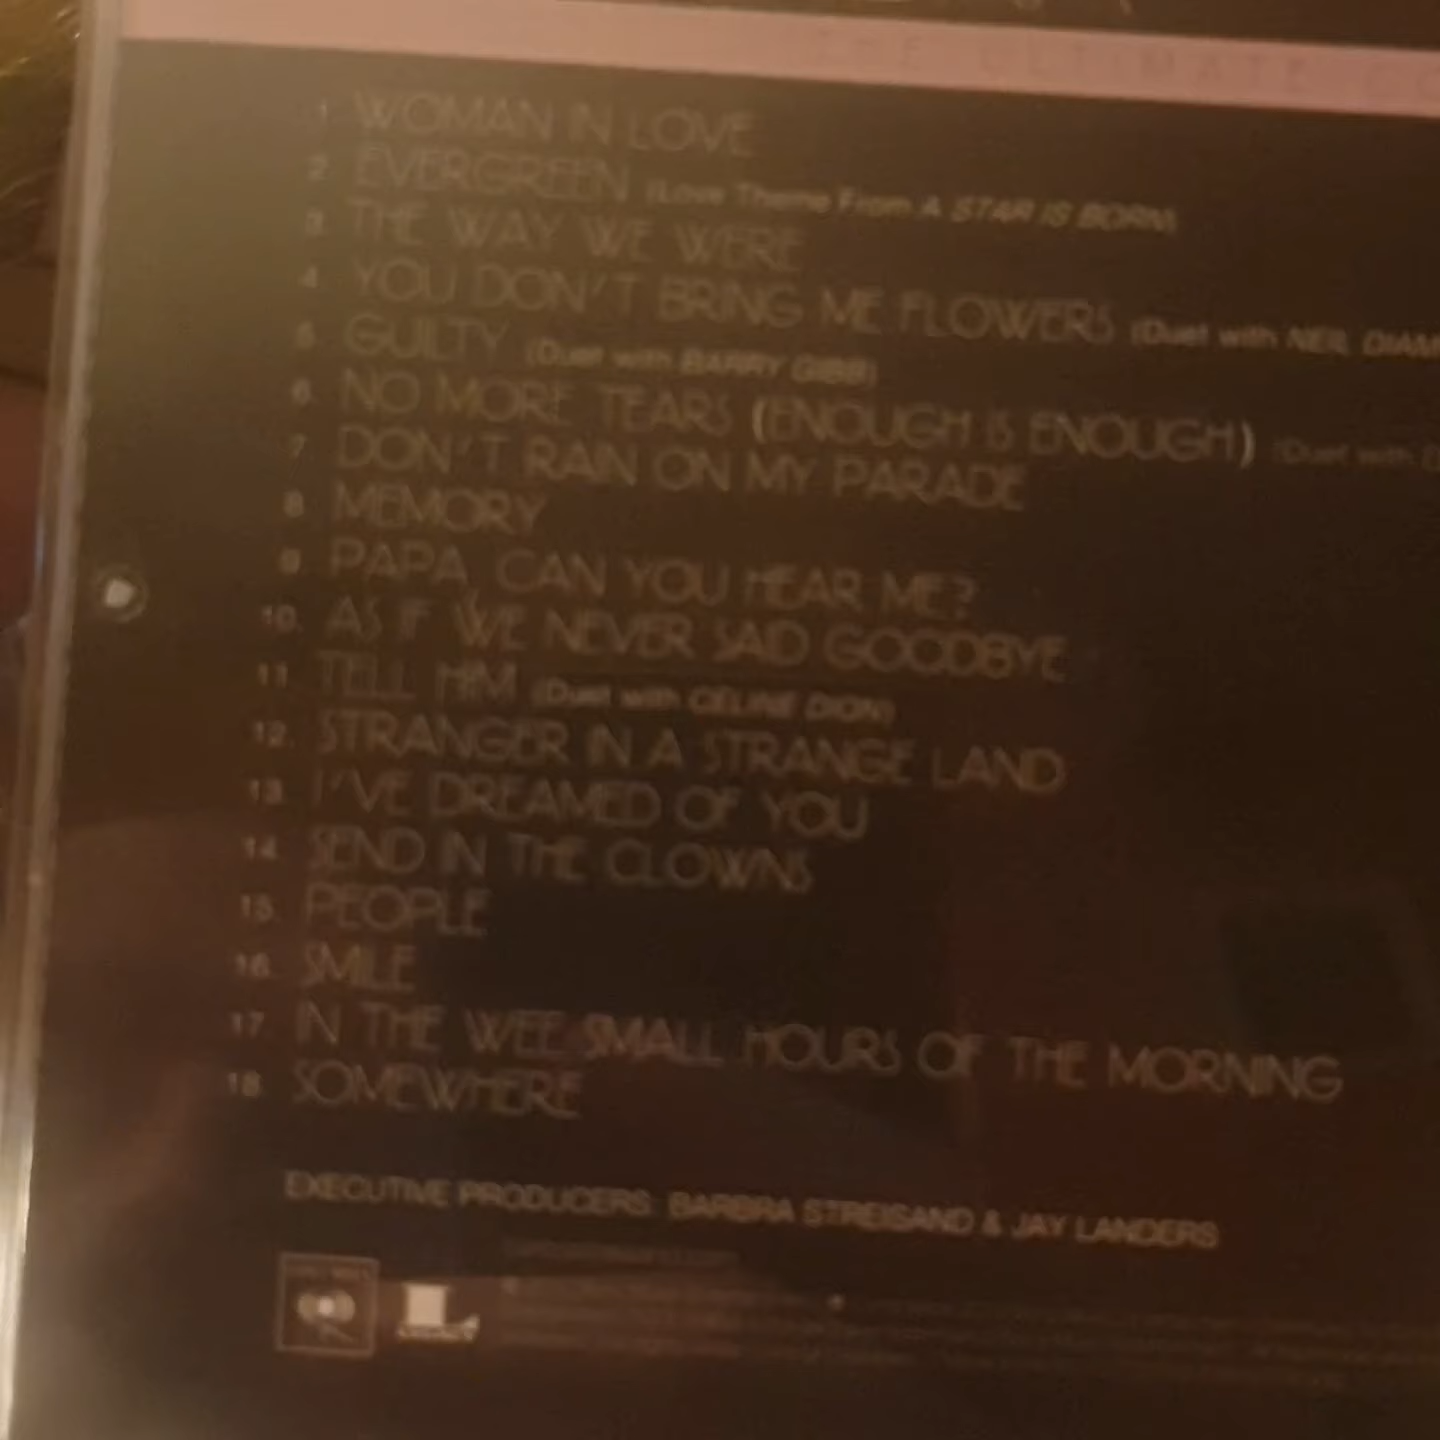 THE ULTIMATE CO
1 WOMAN IN LOVE
2. EVERGREEN (Love Theme From A STAR IS BORN)
3 THE WAY WE WERE
4 YOU DON'T BRING ME FLOWERS (Duet with NEIL DIAM
5 GUILTY (Duet with BARRY GIBB)
6. NO MORE TEARS (ENOUGH IS ENOUGH) (Duet with
7 DON'T RAIN ON MY PARADE
8 MEMORY
9 PAPA, CAN YOU HEAR ME?
10. AS IF WE NEVER SAID GOODBYE
11 TELL HIM (Duet with CELINE DION)
12. STRANGER IN A STRANGE LAND
13. I'VE DREAMED OF YOU
14. SEND IN THE CLOWNS
15. PEOPLE
16. SMILE
17. IN THE WEE SMALL HOURS OF THE MORNING
18 SOMEWHERE
EXECUTIVE PRODUCERS: BARBRA STREISAND & JAY LANDERS